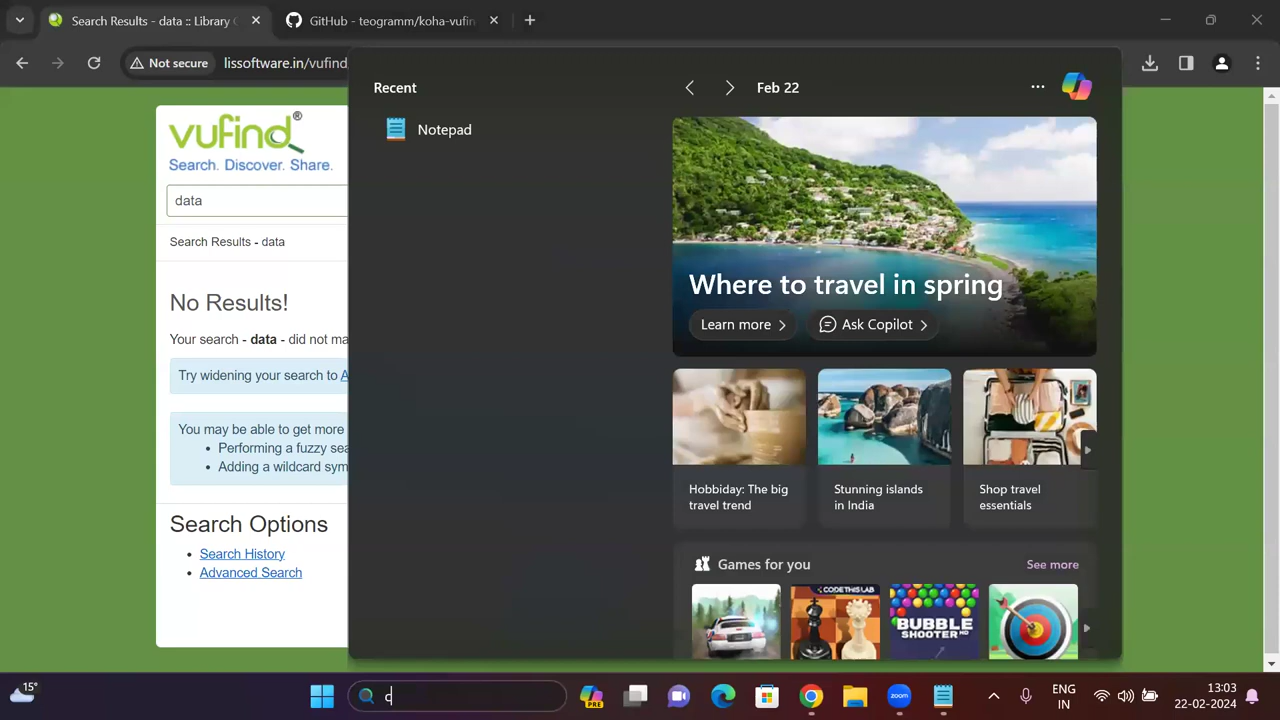 Search Results - data :: Library
GitHub - teogramm/koha-vufin
Not secure
lissoftware.in/vufind
vufind®
Search. Discover. Share.
data
Search Results - data
No Results!
Your search - data - did not ma
Try widening your search to A
You may be able to get more
Performing a fuzzy sea
Adding a wildcard sym
Search Options
Search History
Advanced Search
Recent
Feb 22
Notepad
Where to travel in spring
Learn more
Ask Copilot
Hobbiday: The big
travel trend
Stunning islands
in India
Shop travel
essentials
Games for you
See more
CODE THIS LAB
BUBBLE
SHOOTER HD
15°
c
PRE
zoom
ENG
IN
13:03
22-02-2024